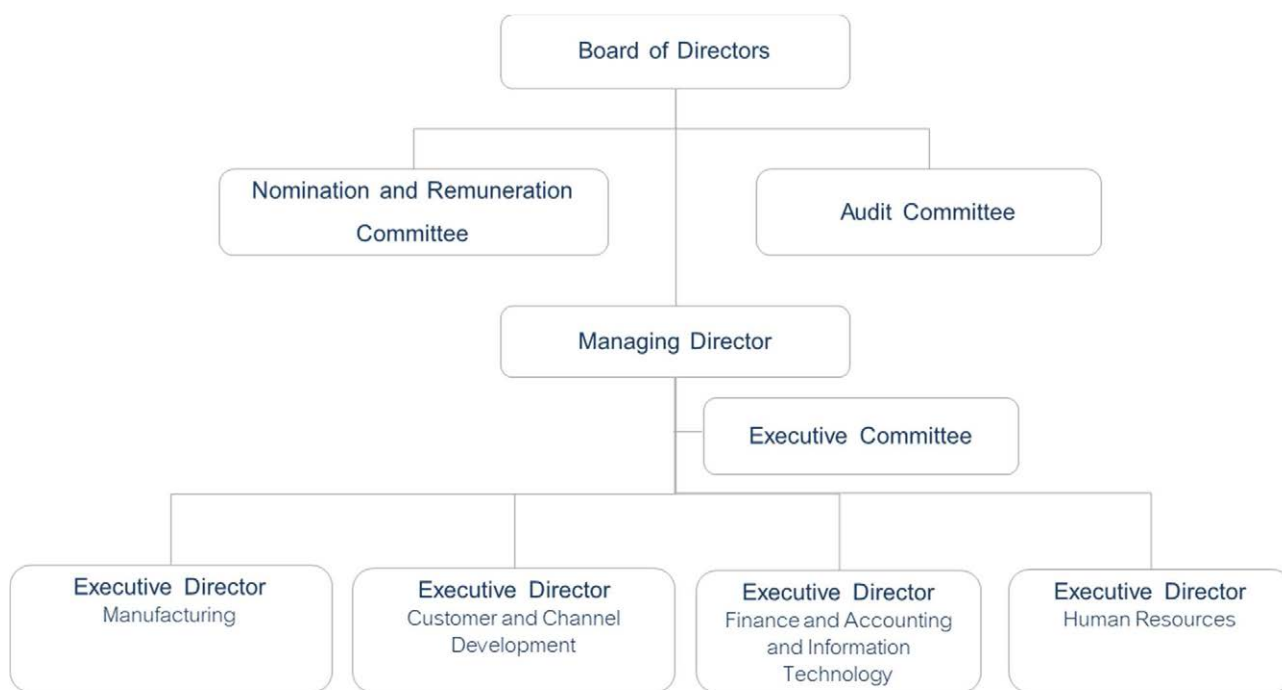 Board of Directors
Nomination and Remuneration
Committee
Audit Committee
Managing Director
Executive Committee
Executive Director
Manufacturing
Executive Director
Customer and Channel
Development
Executive Director
Finance and Accounting
and Information
Technology
Executive Director
Human Resources